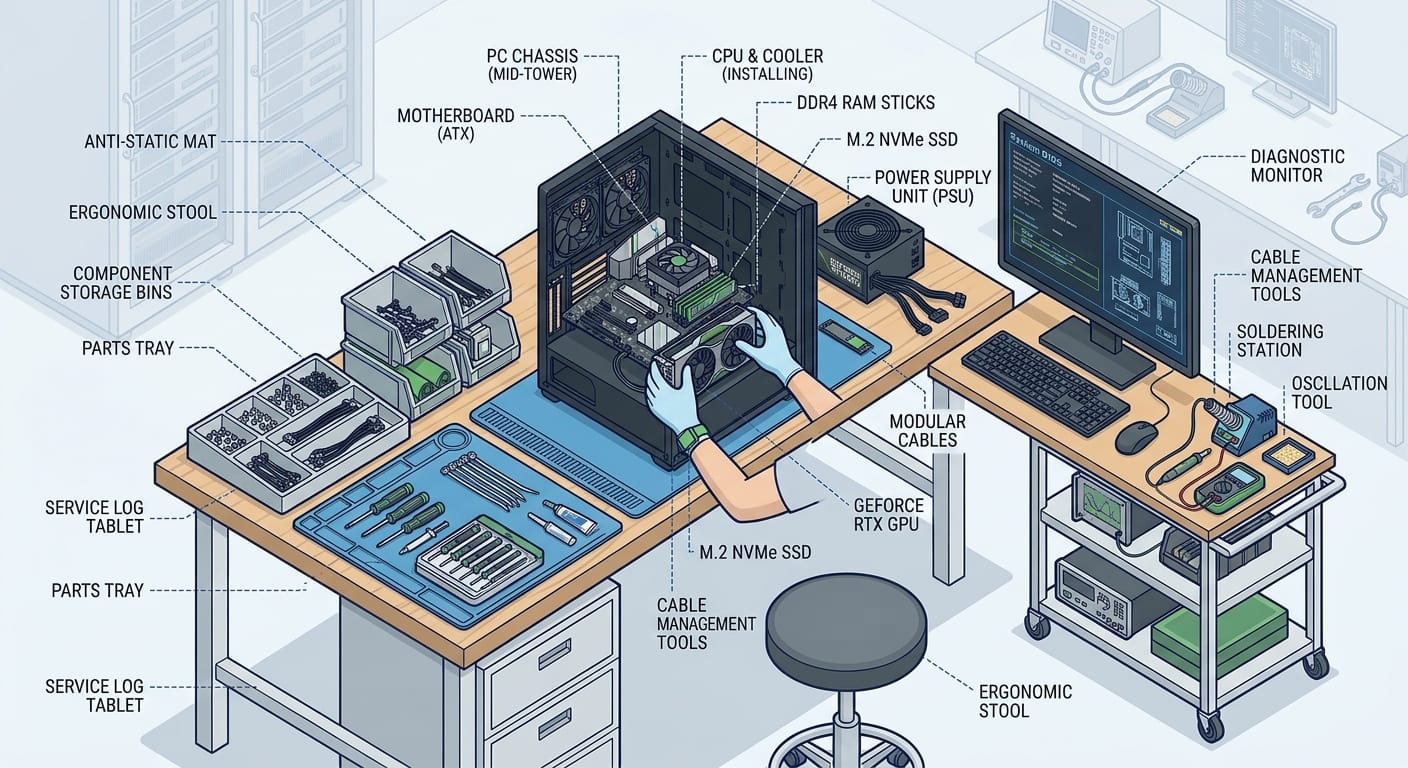 PC CHASSIS
(MID-TOWER)
CPU & COOLER
(INSTALLING)
MOTHERBOARD
(ATX)
DDR4 RAM STICKS
M.2 NVMe SSD
ANTI-STATIC MAT
POWER SUPPLY
UNIT (PSU)
DIAGNOSTIC
MONITOR
ERGONOMIC STOOL
COMPONENT
STORAGE BINS
CABLE
MANAGEMENT
TOOLS
PARTS TRAY
SOLDERING
STATION
OSCLLATION
TOOL
MODULAR
CABLES
SERVICE LOG
TABLET
GEFORCE
RTX GPU
M.2 NVMe SSD
PARTS TRAY
CABLE
MANAGEMENT
TOOLS
SERVICE LOG
TABLET
ERGONOMIC
STOOL